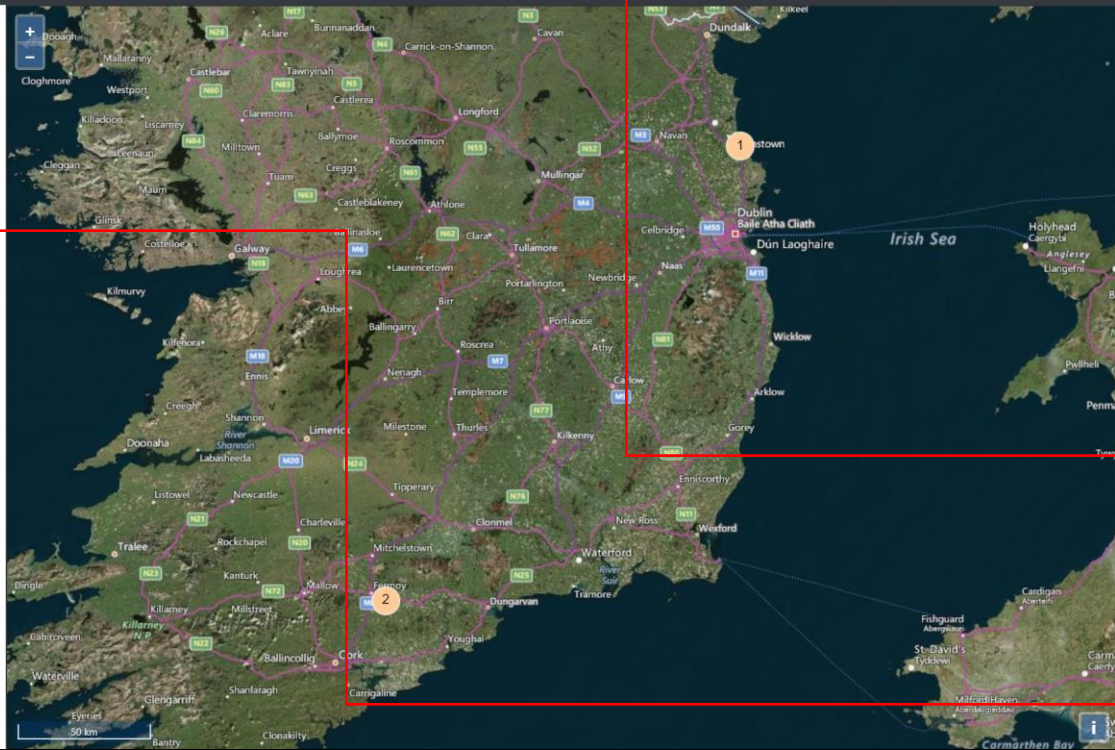 +
−
Dooagh
Mallaranny
Cloghmore
Westport
Castlebar
N26
Aclare
N17
Bunnanaddan
N4
Carrick-on-Shannon
N3
Cavan
N53
Dundalk
Kilkeel
Tawnyinah
N83
N5
N60
Castlerea
Claremorris
Killadoon
Liscarney
N84
Milltown
Ballymoe
Roscommon
Longford
N55
N52
M3
Navan
1
stown
Leenaun
Cleggan
Maum
Tuam
Creggs
N61
N63
Castleblakeney
Athlone
Mullingar
M4
Glinsk
Costelloe
Galway
N18
M6
Loughrea
Laurencetown
N62
Clara
Tullamore
Celbridge
M50
Dublin
Baile Atha Cliath
Dún Laoghaire
Irish Sea
Holyhead
Caergybi
Anglesey
Llangefni
Portarlington
Newbridge
Naas
M11
Kilmurvy
Abbey
Birr
Ballingarry
Portlaoise
Kilfenora
M18
Ennis
Roscrea
M7
Athy
N81
Wicklow
Nenagh
Templemore
Carlow
Arklow
Pwllheli
Creegh
Shannon
River
Shannon
Limerick
Milestone
Thurles
N77
Kilkenny
Gorey
N80
Doonaha
Labasheeda
M20
N24
Listowel
Newcastle
Tipperary
N76
Enniscorthy
N21
Charleville
Clonmel
New Ross
N11
Wexford
Tralee
Rockchapel
N20
Mitchelstown
Waterford
River
Suir
Tramore
N23
Dingle
Kanturk
N72
Mallow
Fermoy
2
N25
Dungarvan
Killarney
Killarney
N.P.
Millstreet
N22
Youghal
Cahirciveen
Ballincollig
Cork
Waterville
Shanlaragh
Carrigaline
Glengarriff
Eyeries
Bantry
Clonakilty
50 km
Cardigan
Aberteifi
Fishguard
Abergwaun
St David's
Tyddewi
Milford Haven
Aberdaugleddau
Carmarthen Bay
i